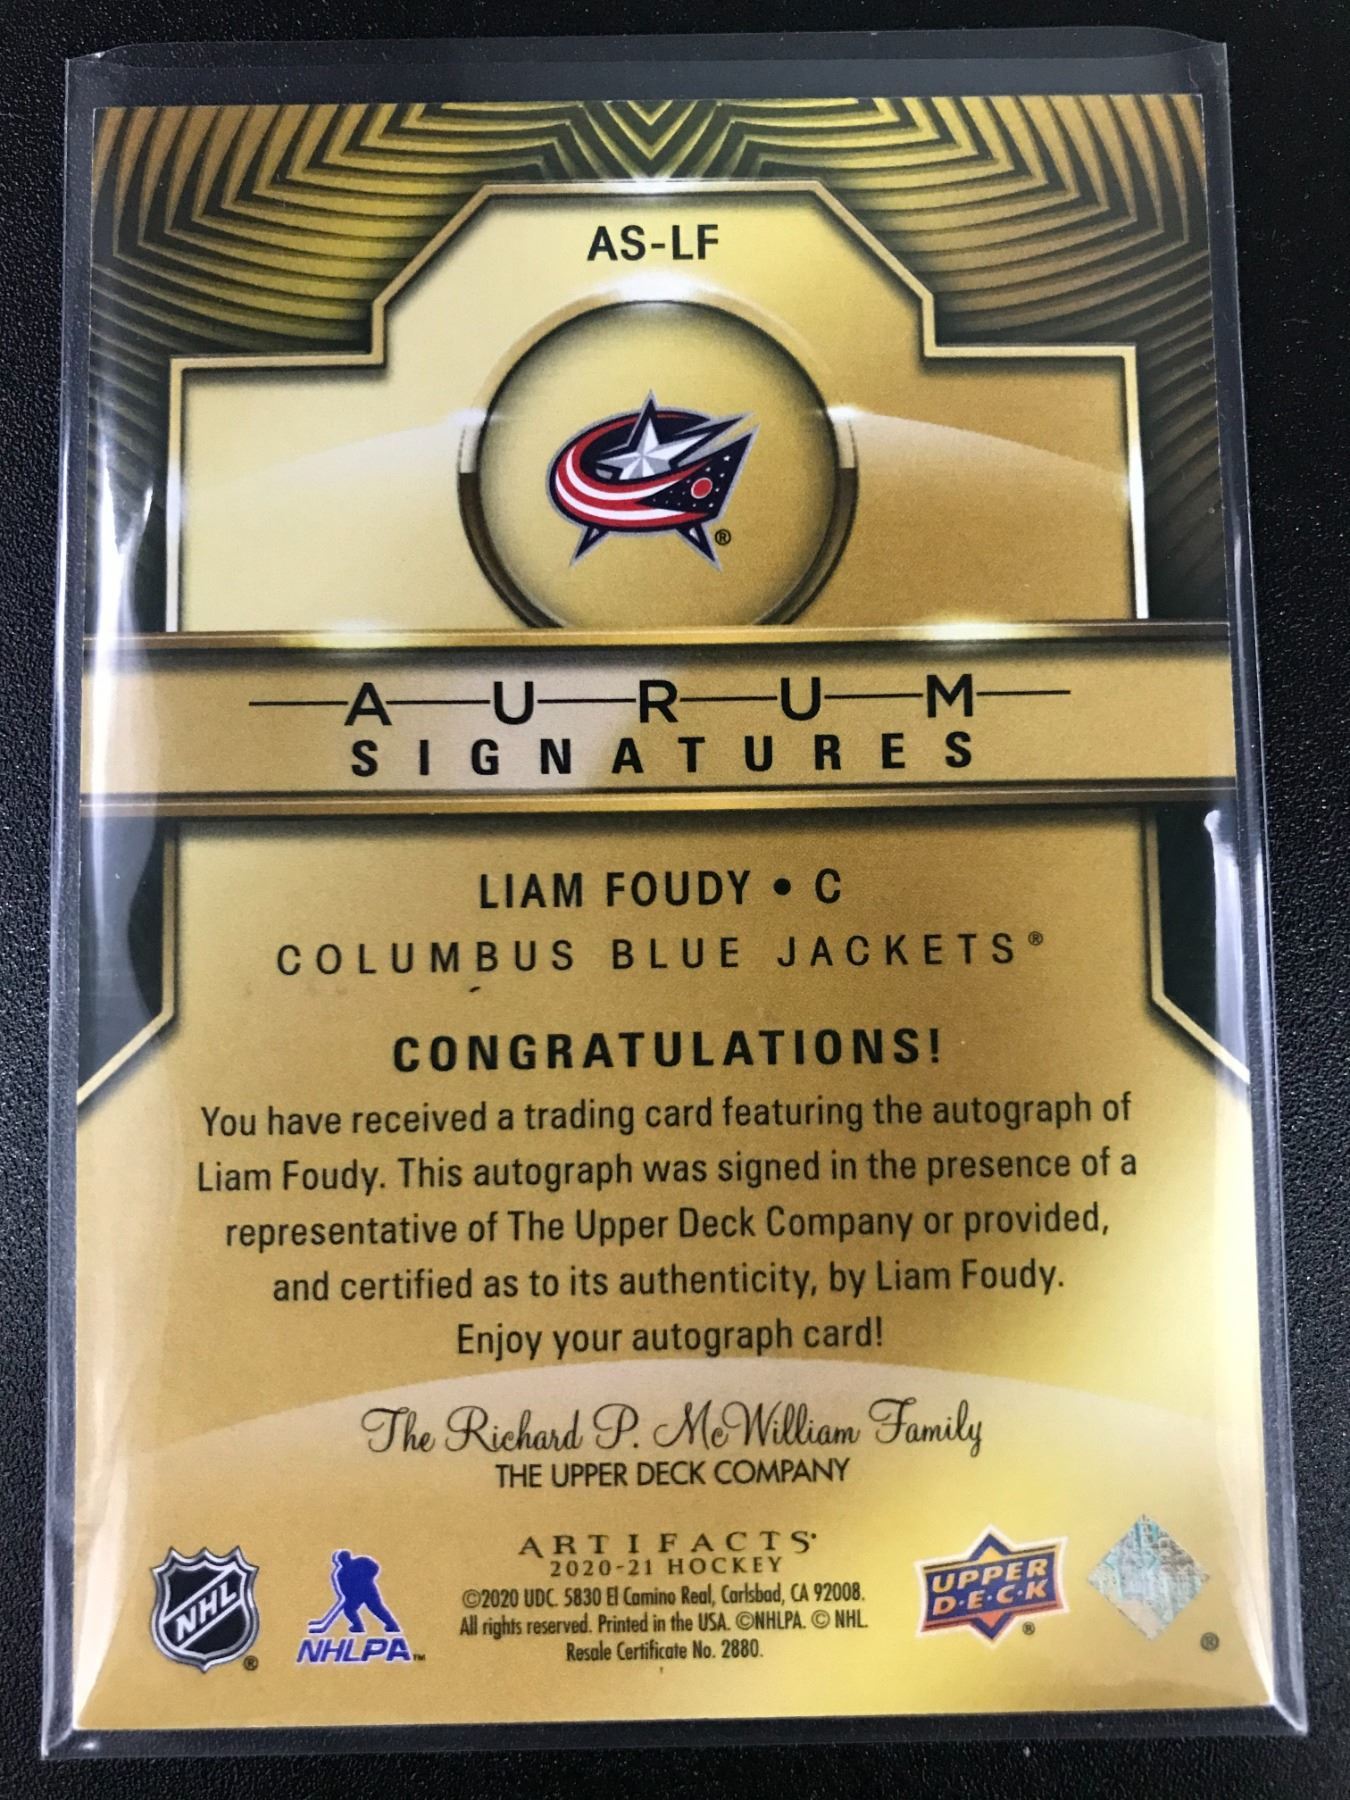 AS-LF
®
A U R U M
SIGNATURES
LIAM FOUDY • C
COLUMBUS BLUE JACKETS®
CONGRATULATIONS!
You have received a trading card featuring the autograph of
Liam Foudy. This autograph was signed in the presence of a
representative of The Upper Deck Company or provided,
and certified as to its authenticity, by Liam Foudy.
Enjoy your autograph card!
The Richard P. McWilliam Family
THE UPPER DECK COMPANY
ARTIFACTS
2020-21 HOCKEY
©2020 UDC. 5830 El Camino Real, Carlsbad, CA 92008.
All rights reserved. Printed in the USA. ©NHLPA. © NHL.
Resale Certificate No. 2880.
NHL ®
NHLPA™
UPPER
D·E·C·K ®
®